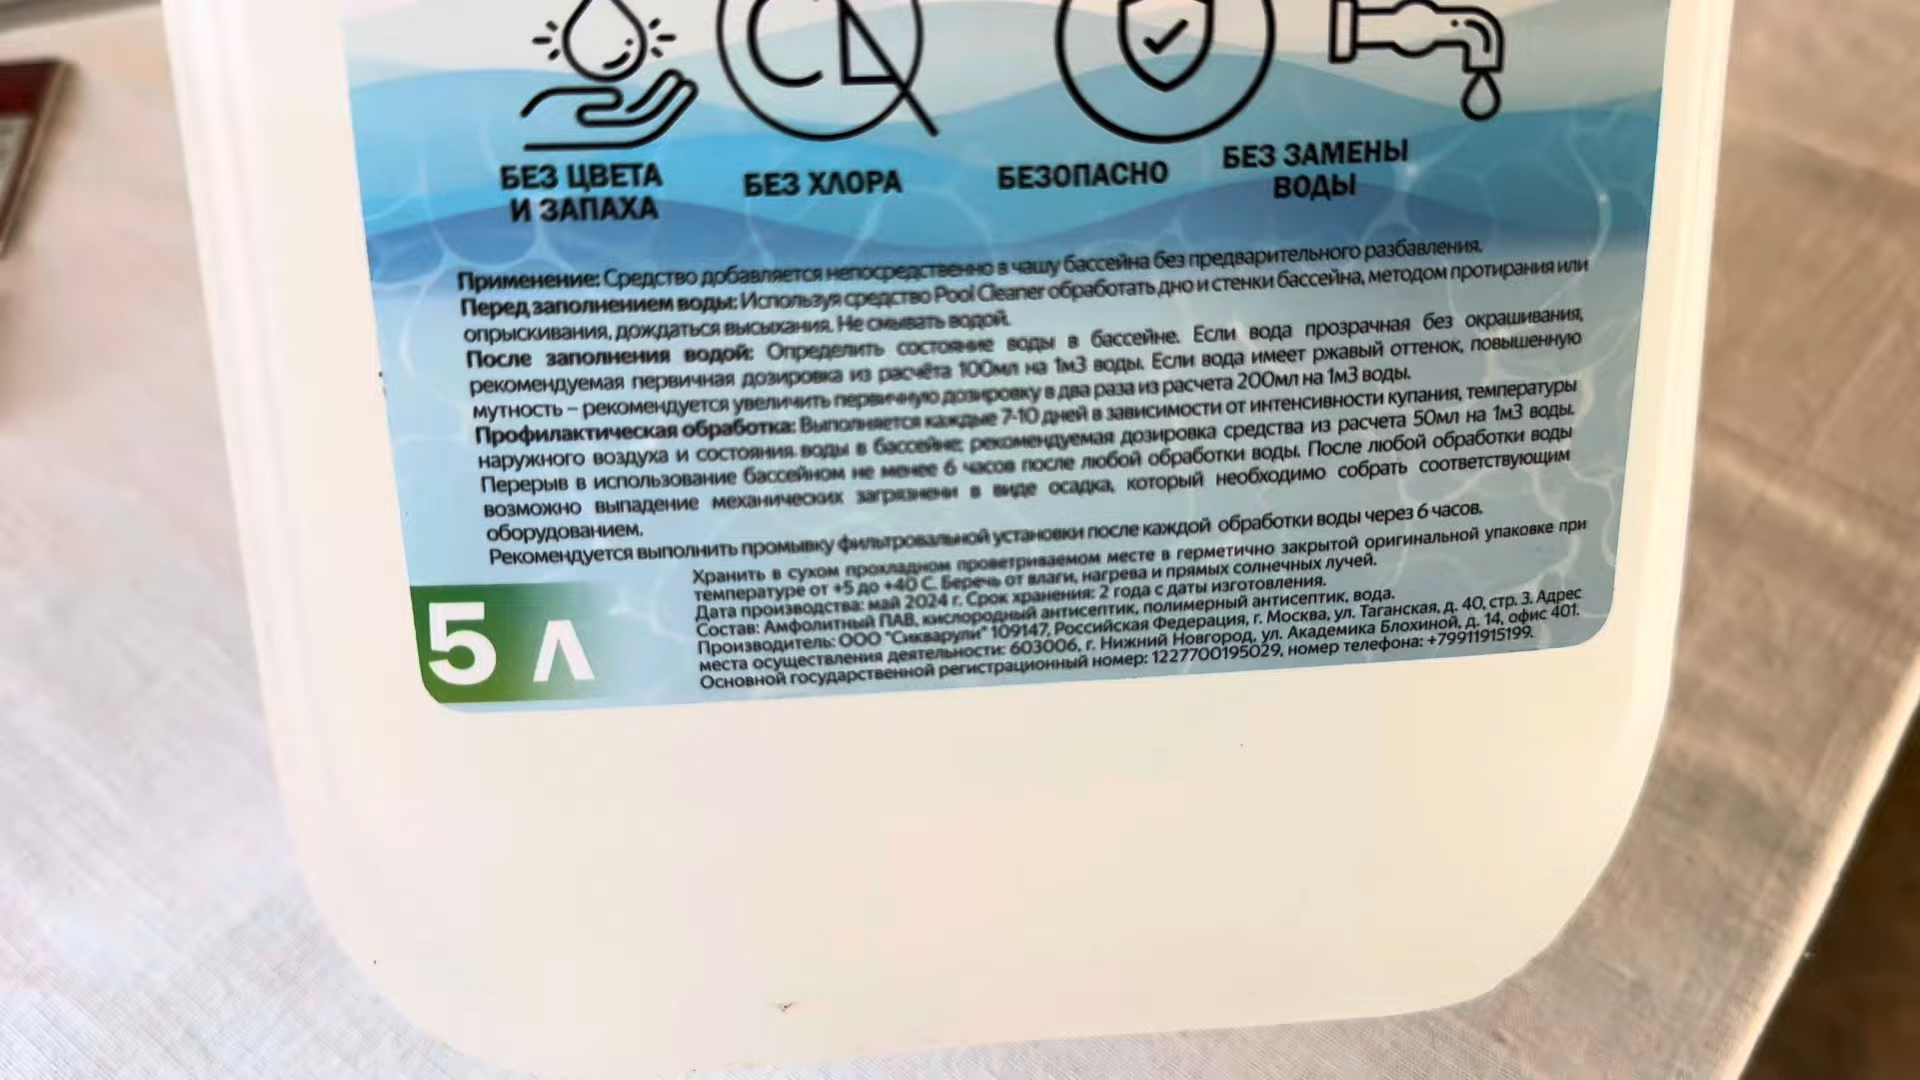 БЕЗ ЦВЕТА
И ЗАПАХА
CL
БЕЗ ХЛОРА
БЕЗОПАСНО
БЕЗ ЗАМЕНЫ
ВОДЫ
Применение: Средство добавляется непосредственно в чашу бассейна без предварительного разбавления.
Перед заполнением воды: Используя средство Pool Cleaner обработать дно и стенки бассейна, методом протирания или
опрыскивания, дождаться высыхания. Не смывать водой.
После заполнения водой: Определить состояние воды в бассейне. Если вода прозрачная без окрашивания,
рекомендуемая первичная дозировка из расчёта 100мл на 1м3 воды. Если вода имеет ржавый оттенок, повышенную
мутность – рекомендуется увеличить первичную дозировку в два раза из расчета 200мл на 1м3 воды.
Профилактическая обработка: Выполняется каждые 7-10 дней в зависимости от интенсивности купания, температуры
наружного воздуха и состояния воды в бассейне; рекомендуемая дозировка средства из расчета 50мл на 1м3 воды.
Перерыв в использование бассейном не менее 6 часов после любой обработки воды. После любой обработки воды
возможно выпадение механических загрязнени в виде осадка, который необходимо собрать соответствующим
оборудованием.
Рекомендуется выполнить промывку фильтровальной установки после каждой обработки воды через 6 часов.
Хранить в сухом прохладном проветриваемом месте в герметично закрытой оригинальной упаковке при
температуре от +5 до +40 С. Беречь от влаги, нагрева и прямых солнечных лучей.
Дата производства: май 2024 г. Срок хранения: 2 года с даты изготовления.
Состав: Амфолитный ПАВ, кислородный антисептик, полимерный антисептик, вода.
Производитель: ООО "Сикварули" 109147, Российская Федерация, г. Москва, ул. Таганская, д. 40, стр. 3. Адрес
места осуществления деятельности: 603006, г. Нижний Новгород, ул. Академика Блохиной, д. 14, офис 401.
Основной государственный регистрационный номер: 1227700195029, номер телефона: +79911915199.
5 л